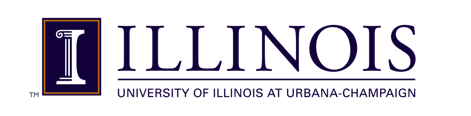 ILLINOIS
UNIVERSITY OF ILLINOIS AT URBANA-CHAMPAIGN
TM